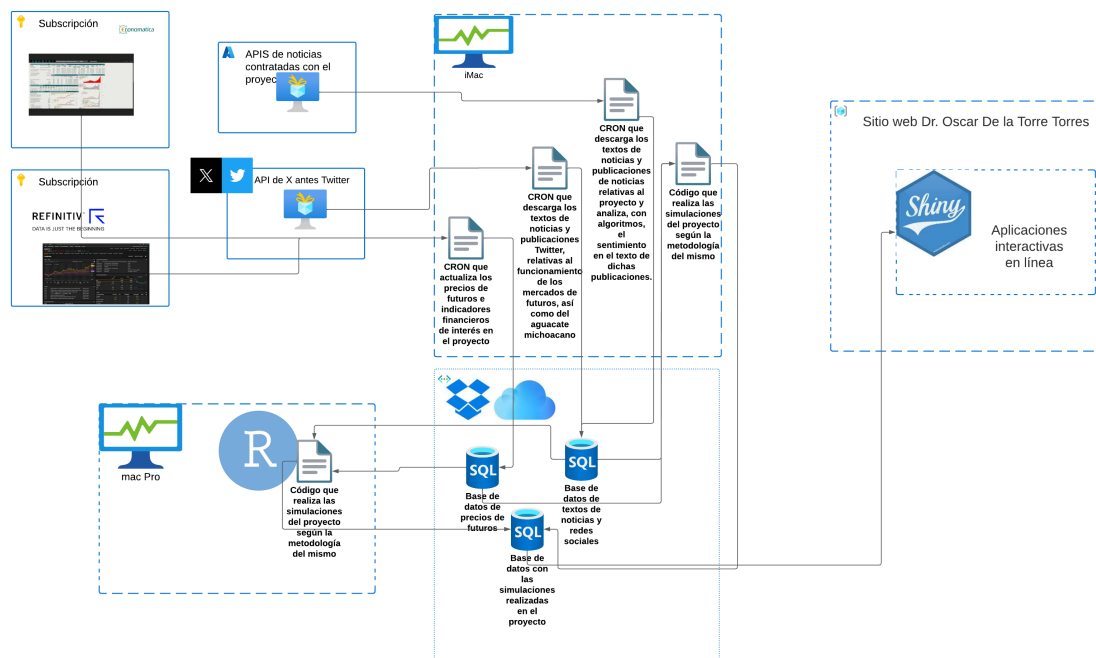 Subscripción
Economatica
APIS de noticias
contratadas con el
proyec
iMac
CRON que
descarga los
textos de
noticias y
publicaciones
de noticias
relativas al
proyecto y
analiza, con
algoritmos,
el
sentimiento
en el texto de
dichas
publicaciones.
Código que
realiza las
simulaciones
del proyecto
según la
metodología
del mismo
Sitio web Dr. Oscar De la Torre Torres
Shiny
Aplicaciones
interactivas
en línea
Subscripción
REFINITIV
DATA IS JUST THE BEGINNING
API de X antes Twitter
CRON que
descarga los
textos de
noticias y
publicaciones
Twitter,
relativas al
funcionamiento
de los
mercados de
futuros, así
como del
aguacate
michoacano
CRON que
actualiza los
precios de
futuros e
indicadores
financieros
de interés en
el proyecto
mac Pro
R
Código que
realiza las
simulaciones
del proyecto
según la
metodología
del mismo
SQL
Base de
datos de
precios de
futuros
SQL
Base de
datos de
textos de
noticias y
redes
sociales
SQL
Base de
datos con
las
simulaciones
realizadas
en el
proyecto